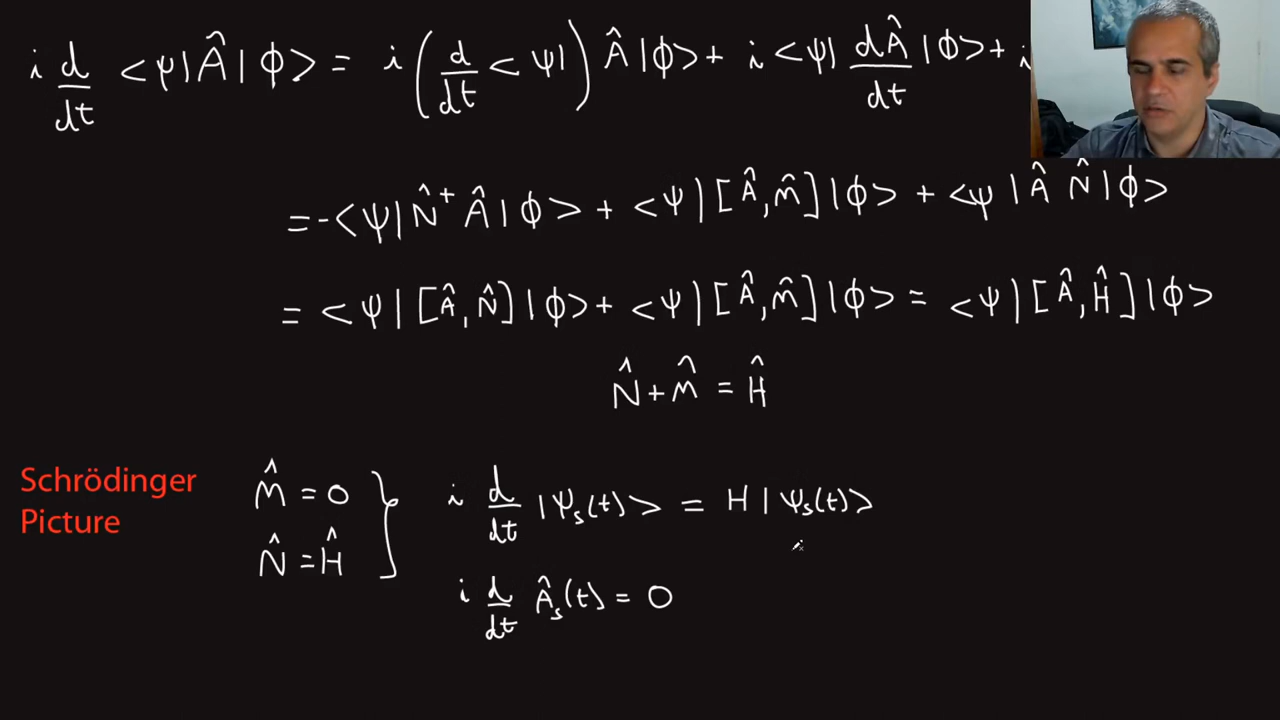 i d/dt <ψ|Â|ϕ> = i(d/dt <ψ|) Â|ϕ> + i <ψ| dÂ/dt |ϕ> + i
= -<ψ|N̂⁺Â|ϕ> + <ψ|[Â,m̂]|ϕ> + <ψ|Â N̂|ϕ>
= <ψ|[Â,N̂]|ϕ> + <ψ|[Â,m̂]|ϕ> = <ψ|[Â,Ĥ]|ϕ>
N̂ + m̂ = Ĥ
Schrödinger
Picture
m̂ = 0
N̂ = Ĥ
}
i d/dt |ψₛ(t)> = H|ψₛ(t)>
i d/dt Âₛ(t) = 0